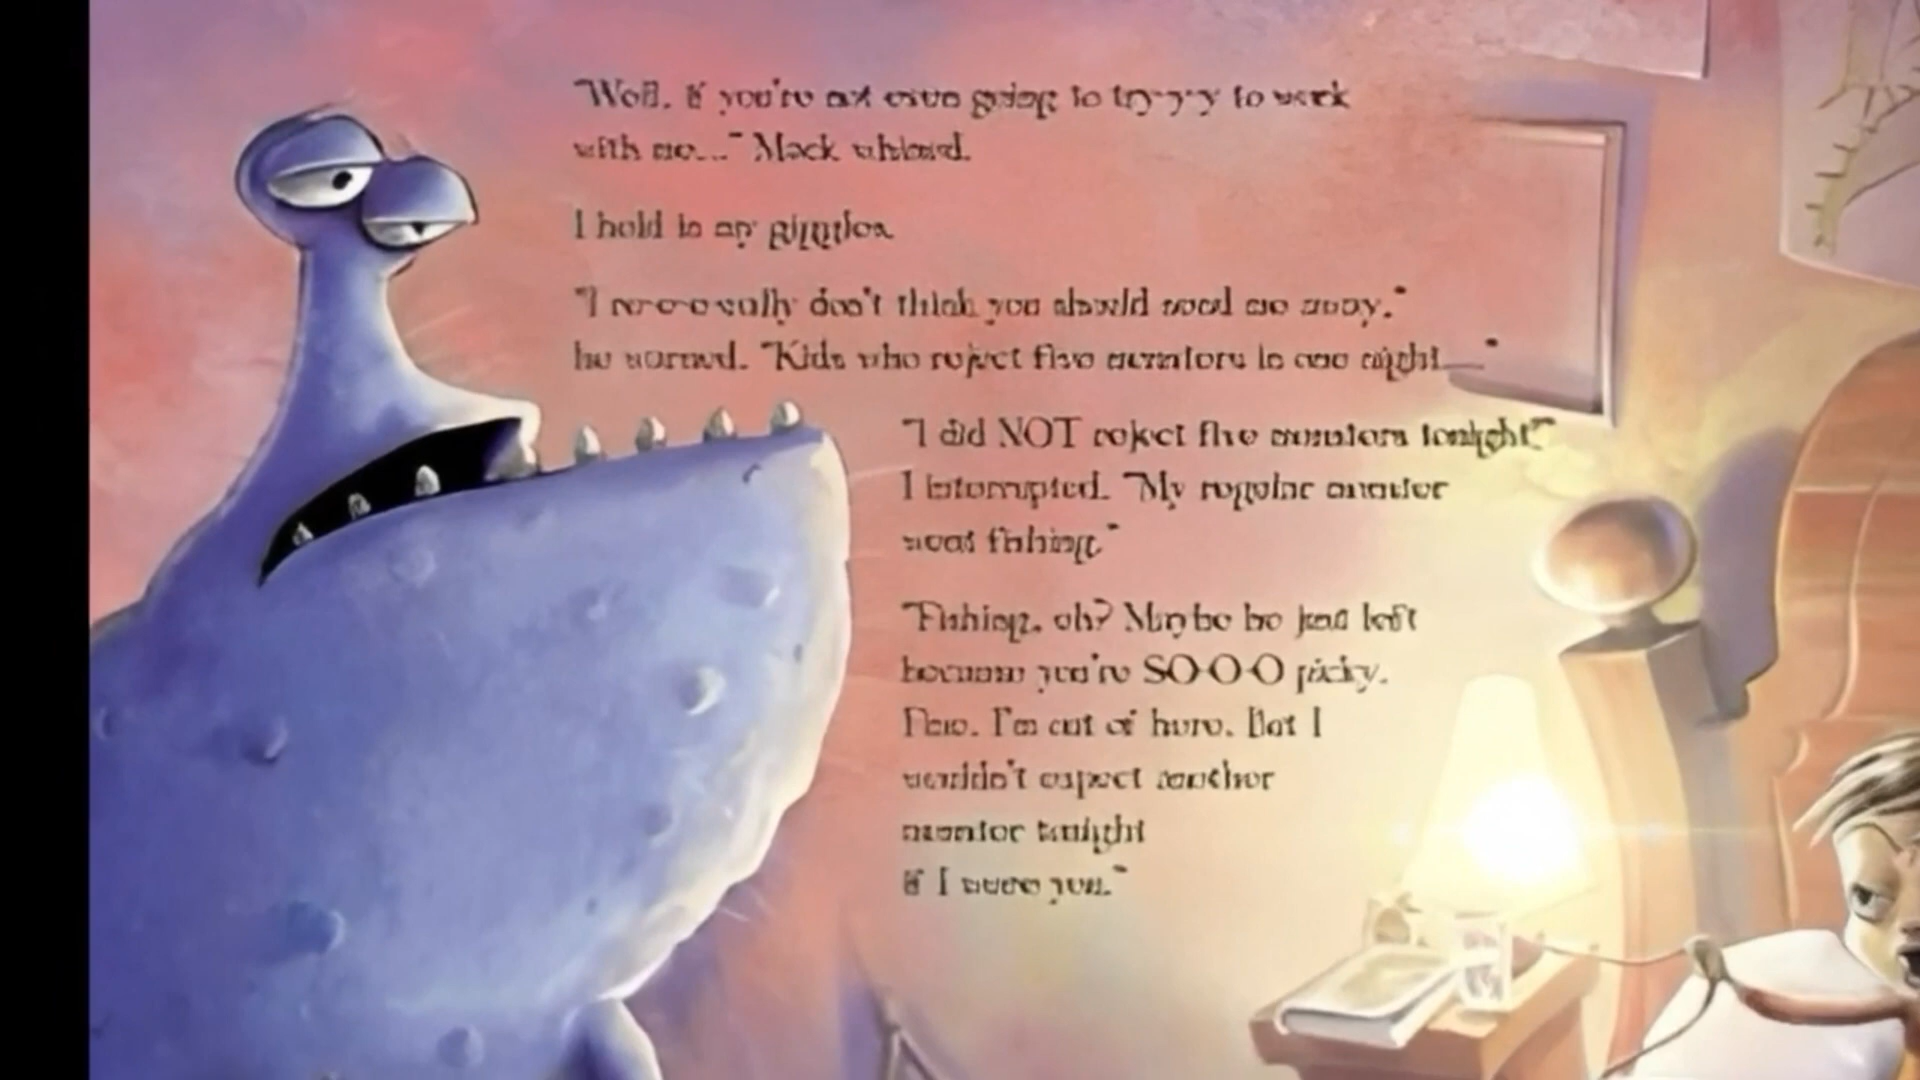 "Well, if you're not even going to try-y-y to work
with me..." Mack whined.
I held in my giggles.
"I re-e-e-eally don't think you should send me away,"
he warned. "Kids who reject five monsters in one night...."
"I did NOT reject five monsters tonight!"
I interrupted. "My regular monster
went fishing."
"Fishing, eh? Maybe he just left
because you're SO-O-O picky.
Fine. I'm out of here. But I
wouldn't expect another
monster tonight
if I were you."